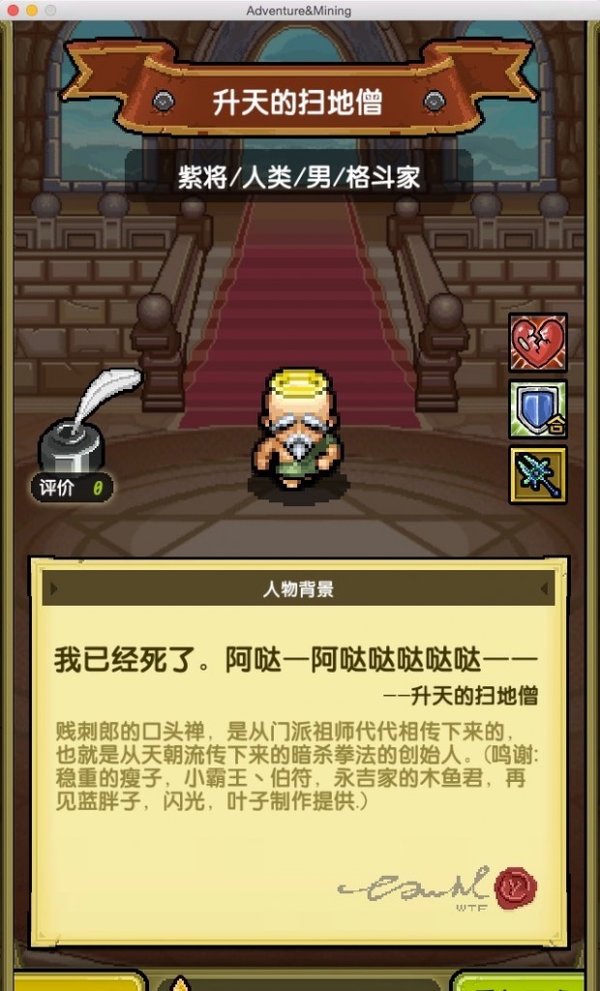 Adventure&Mining
升天的扫地僧
紫将/人类/男/格斗家
评价 0
人物背景
我已经死了。阿哒—阿哒哒哒哒哒——
--升天的扫地僧
贱刺郎的口头禅，是从门派祖师代代相传下来的，
也就是从天朝流传下来的暗杀拳法的创始人。(鸣谢:
稳重的瘦子，小霸王丶伯符，永吉家的木鱼君，再
见蓝胖子，闪光，叶子制作提供.)
WTF